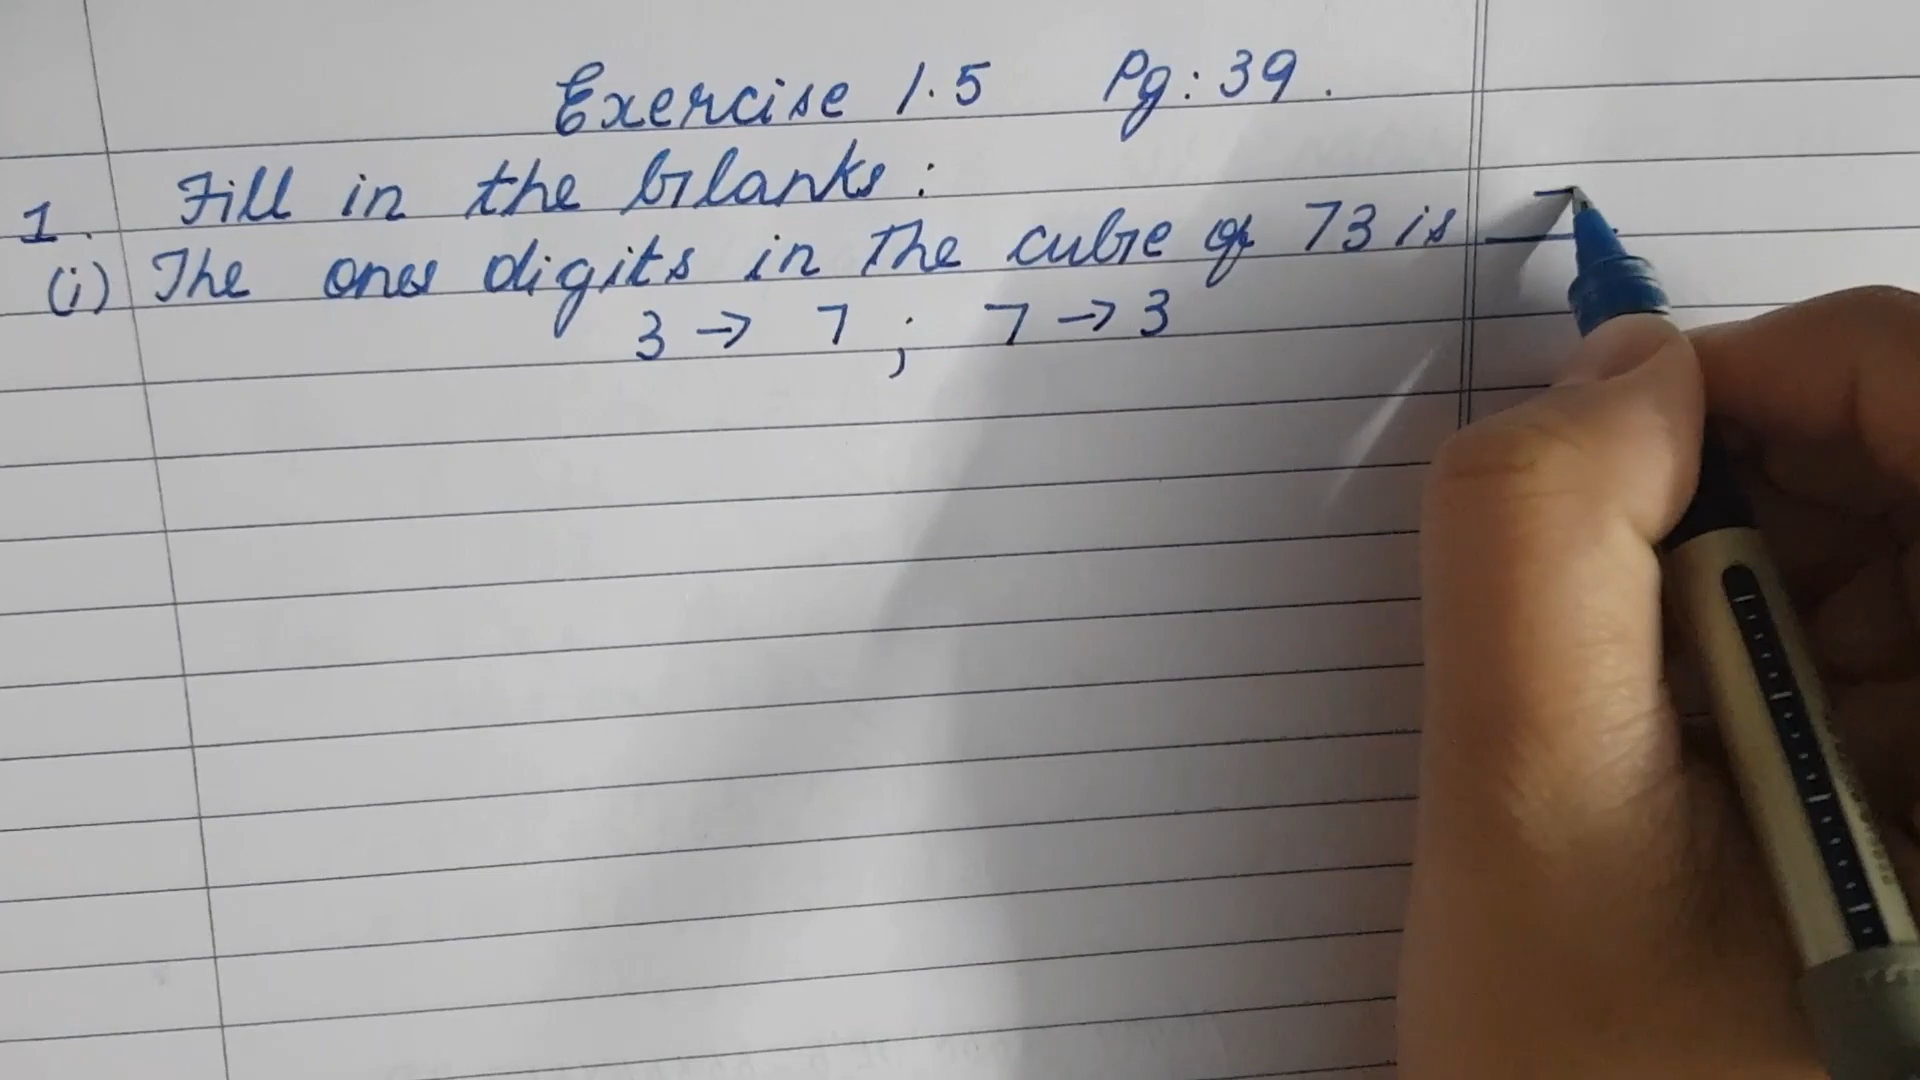 Exercise 1.5 Pg: 39.
1. Fill in the blanks:
(i) The ones digits in the cube of 73 is 7.
3 → 7 ; 7 → 3